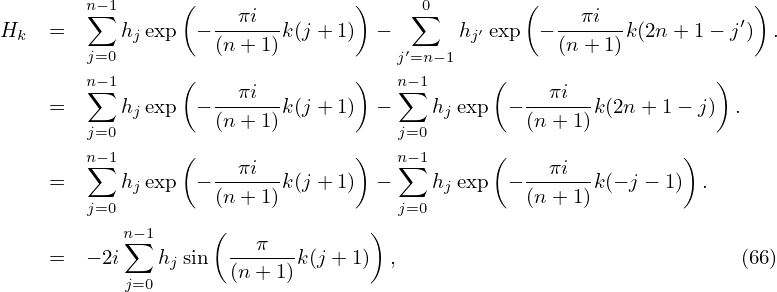 H_k = \sum_{j=0}^{n-1} h_j \exp\left(-\frac{\pi i}{(n+1)}k(j+1)\right) - \sum_{j'=n-1}^{0} h_{j'} \exp\left(-\frac{\pi i}{(n+1)}k(2n+1-j')\right).
= \sum_{j=0}^{n-1} h_j \exp\left(-\frac{\pi i}{(n+1)}k(j+1)\right) - \sum_{j=0}^{n-1} h_j \exp\left(-\frac{\pi i}{(n+1)}k(2n+1-j)\right).
= \sum_{j=0}^{n-1} h_j \exp\left(-\frac{\pi i}{(n+1)}k(j+1)\right) - \sum_{j=0}^{n-1} h_j \exp\left(-\frac{\pi i}{(n+1)}k(-j-1)\right).
= -2i \sum_{j=0}^{n-1} h_j \sin\left(\frac{\pi}{(n+1)}k(j+1)\right), (66)